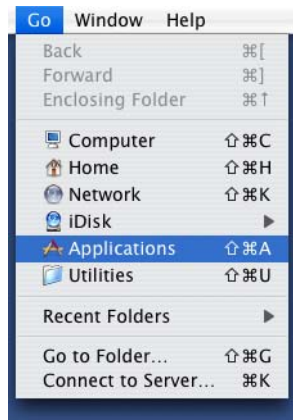 Go Window Help
Back ⌘[
Forward ⌘]
Enclosing Folder ⌘↑
Computer ⇧⌘C
Home ⇧⌘H
Network ⇧⌘K
iDisk ▶
Applications ⇧⌘A
Utilities ⇧⌘U
Recent Folders ▶
Go to Folder... ⇧⌘G
Connect to Server... ⌘K